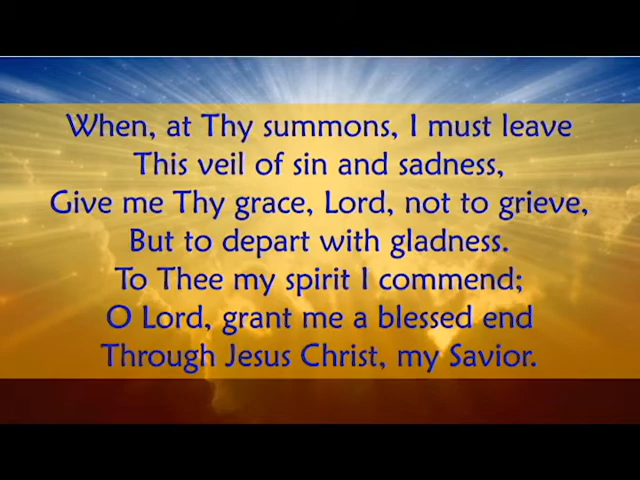 When, at Thy summons, I must leave
This veil of sin and sadness,
Give me Thy grace, Lord, not to grieve,
But to depart with gladness.
To Thee my spirit I commend;
O Lord, grant me a blessed end
Through Jesus Christ, my Savior.